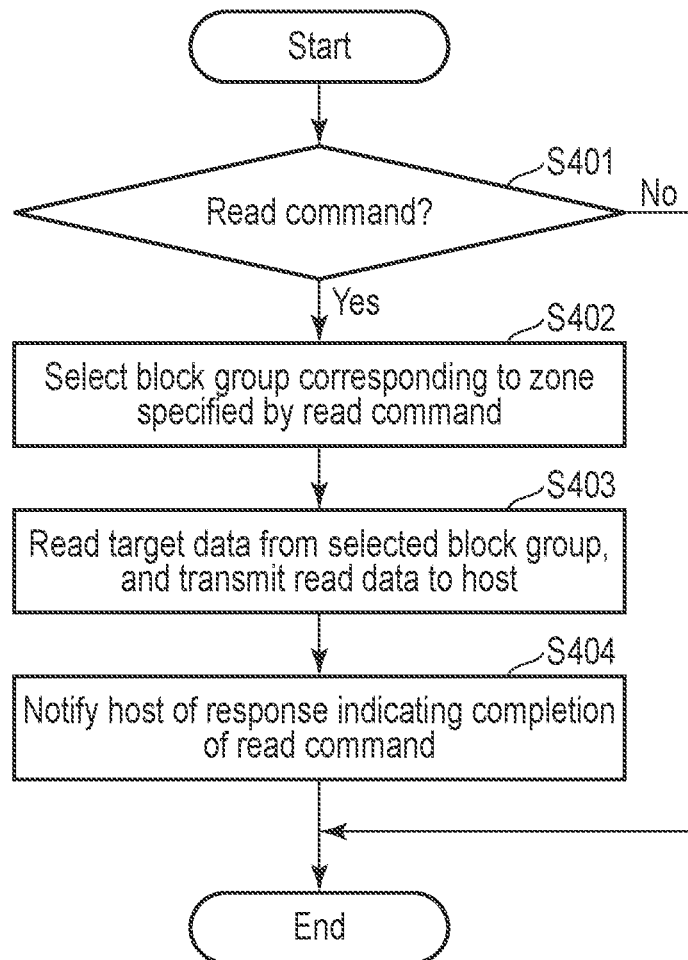 Start
S401
Read command?
No
Yes
S402
Select block group corresponding to zone
specified by read command
S403
Read target data from selected block group,
and transmit read data to host
S404
Notify host of response indicating completion
of read command
End